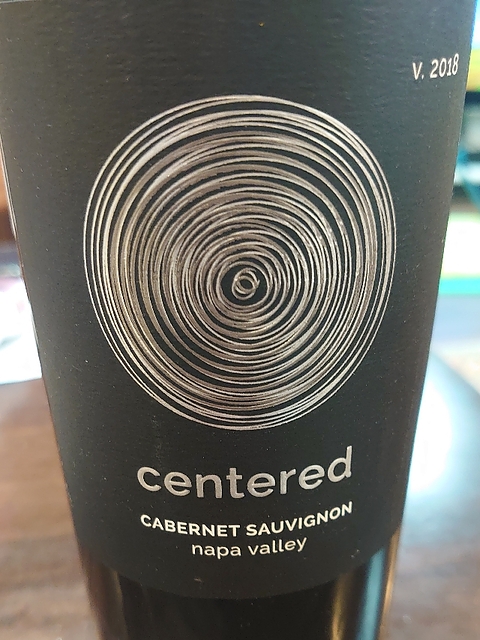 V. 2018
centered
CABERNET SAUVIGNON
napa valley